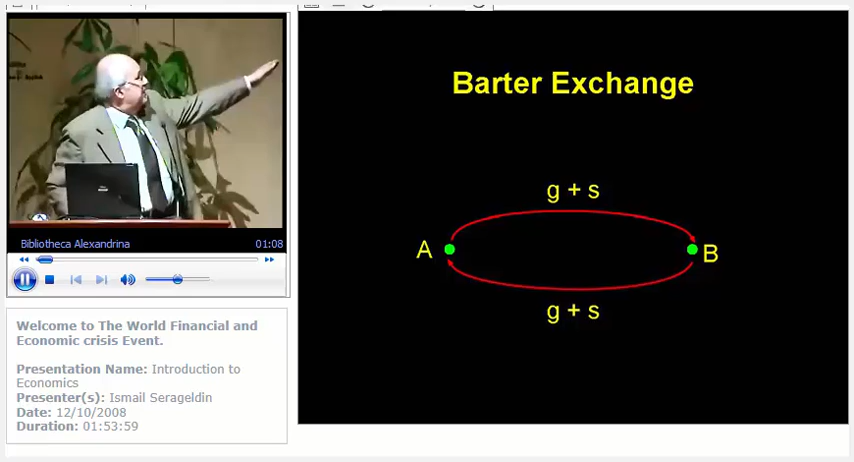 Bibliotheca Alexandrina 01:08
Welcome to The World Financial and
Economic crisis Event.
Presentation Name: Introduction to
Economics
Presenter(s): Ismail Serageldin
Date: 12/10/2008
Duration: 01:53:59
Barter Exchange
g + s
A
B
g + s